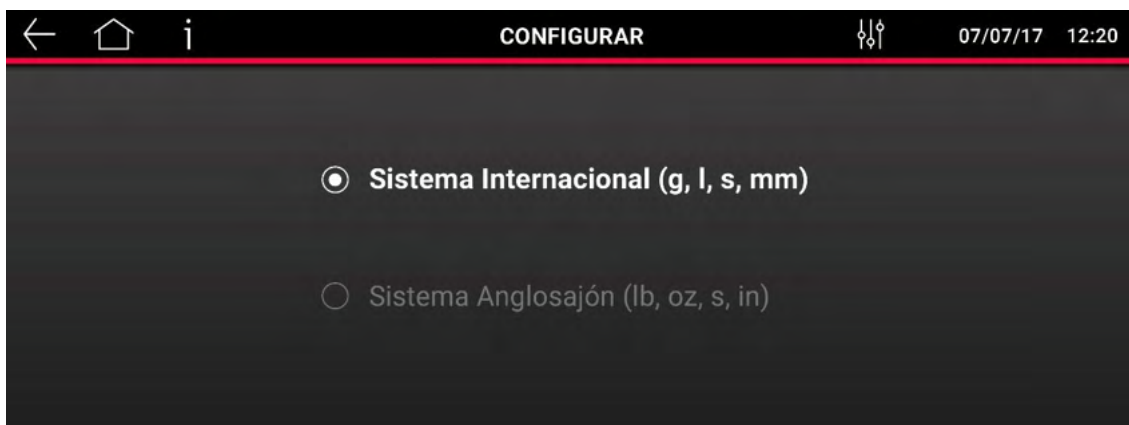 i CONFIGURAR 07/07/17 12:20
Sistema Internacional (g, l, s, mm)
Sistema Anglosajón (lb, oz, s, in)